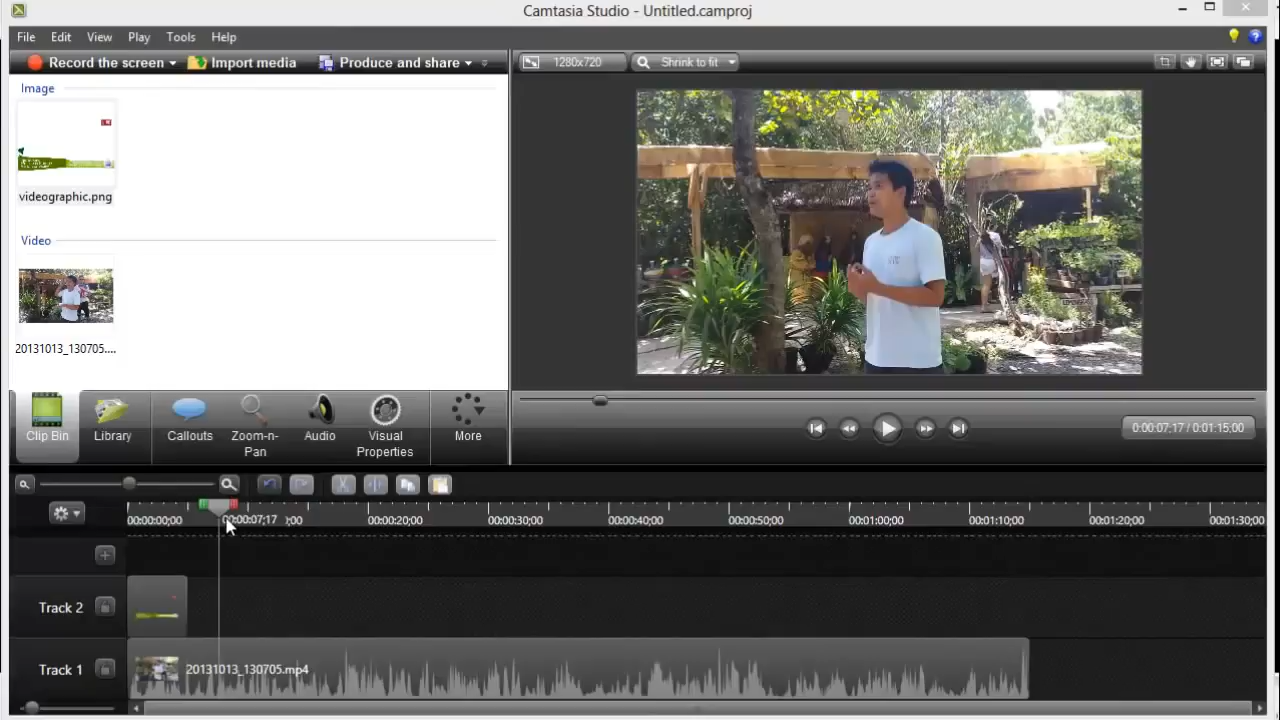 Camtasia Studio - Untitled.camproj
File Edit View Play Tools Help
Record the screen Import media Produce and share
1280x720 Shrink to fit
Image
videographic.png
Video
20131013_130705....
Clip Bin Library Callouts Zoom-n-Pan Audio Visual Properties More
0:00:07;17 / 0:01:15;00
00:00:00;00 00:00:07;17 00:00:20;00 00:00:30;00 00:00:40;00 00:00:50;00 00:01:00;00 00:01:10;00 00:01:20;00 00:01:30;00
Track 2
Track 1 20131013_130705.mp4